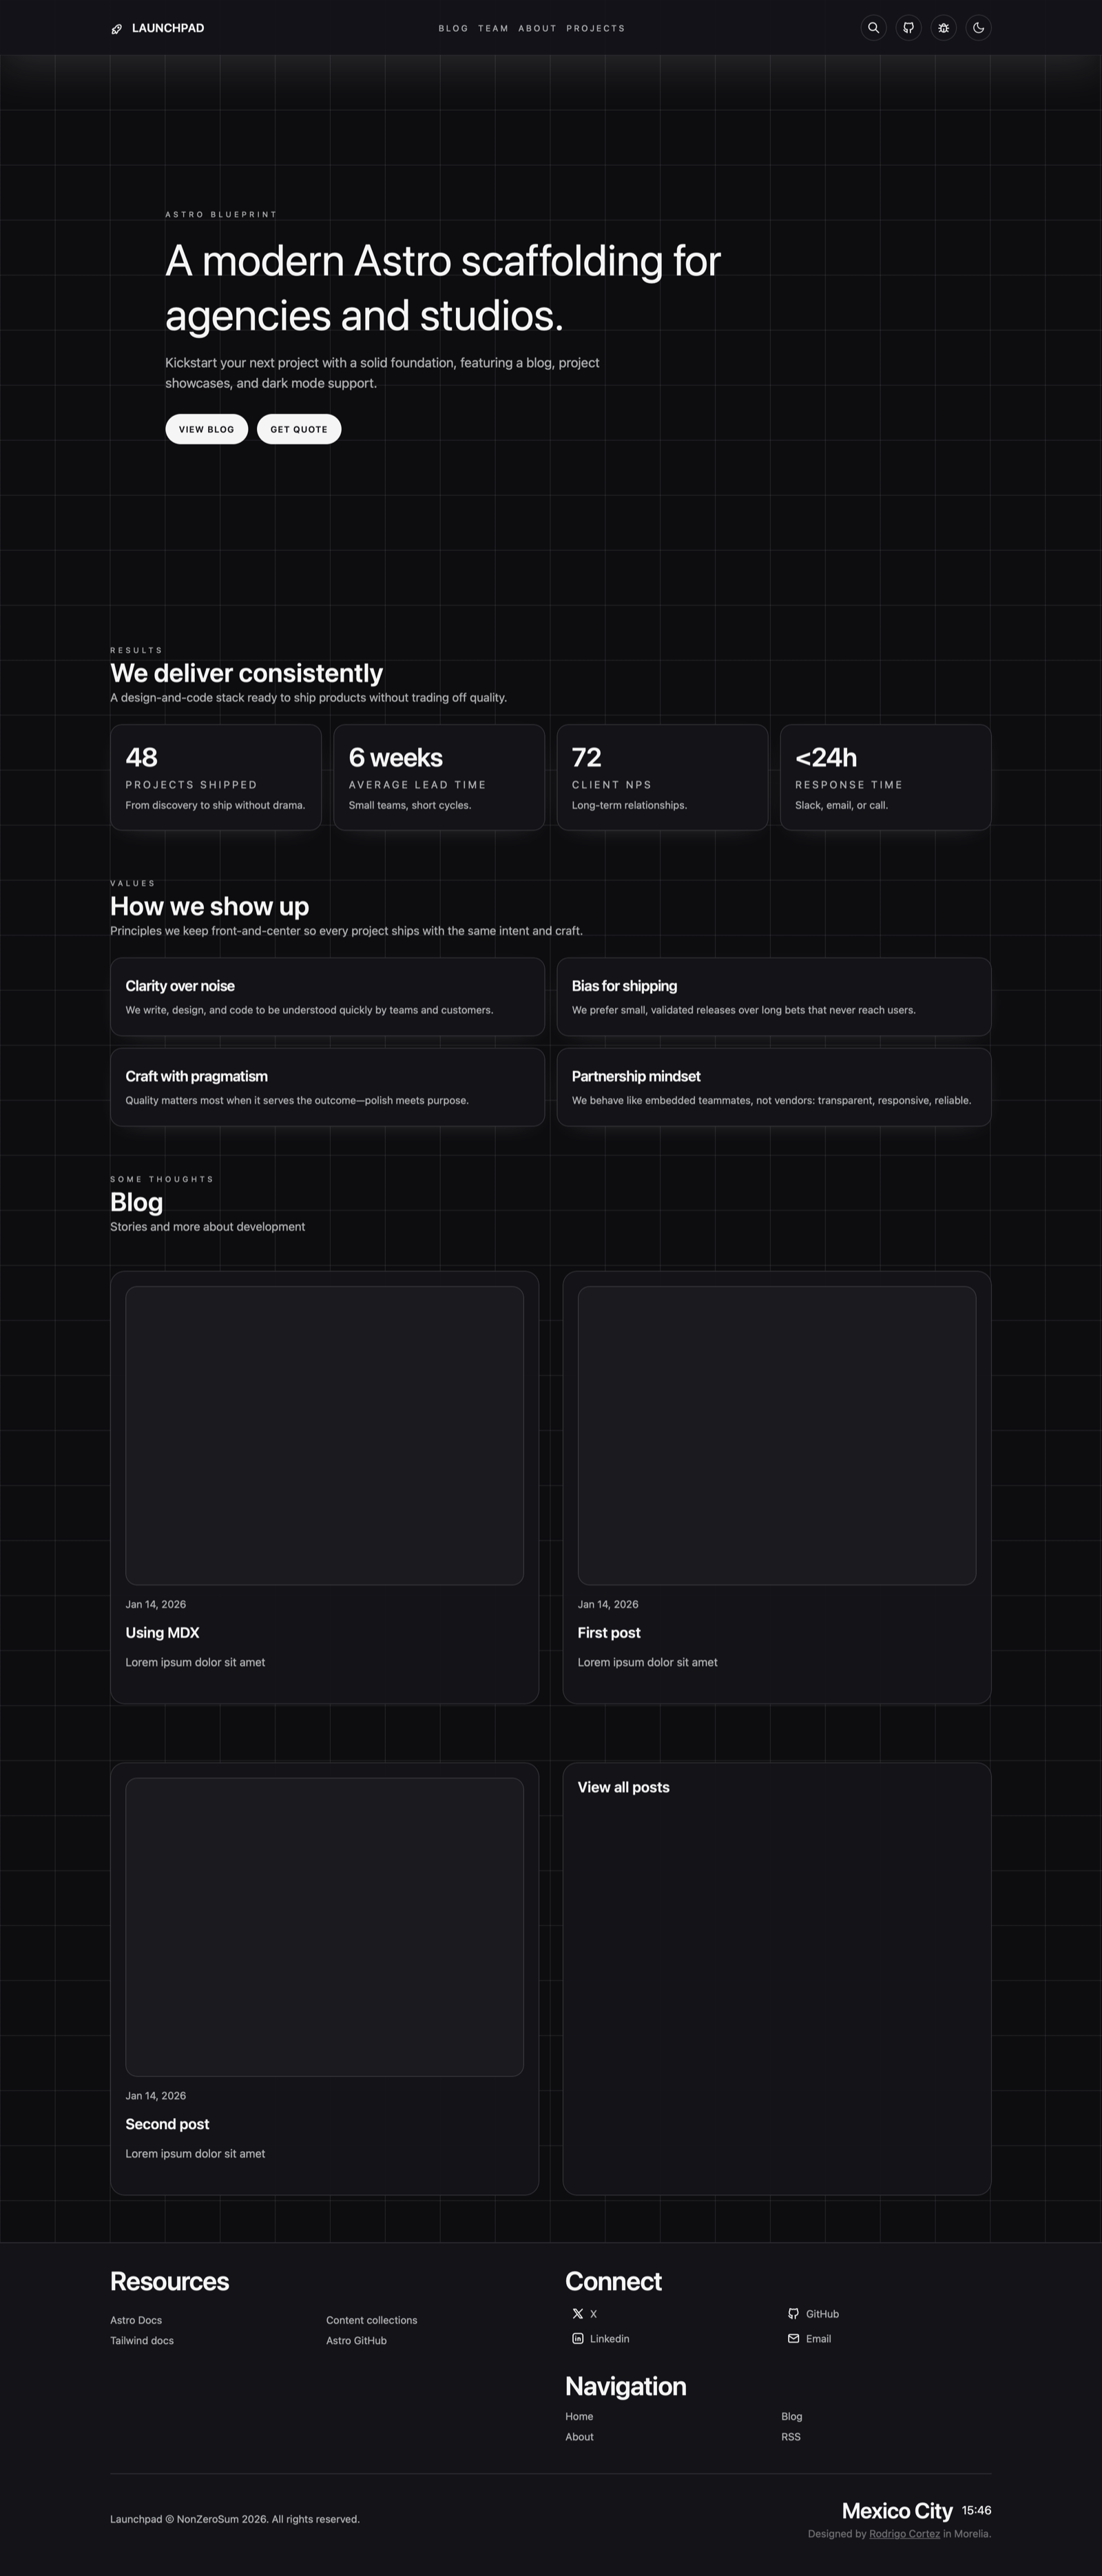 LAUNCHPAD
BLOG TEAM ABOUT PROJECTS
ASTRO BLUEPRINT
A modern Astro scaffolding for
agencies and studios.
Kickstart your next project with a solid foundation, featuring a blog, project
showcases, and dark mode support.
VIEW BLOG
GET QUOTE
RESULTS
We deliver consistently
A design-and-code stack ready to ship products without trading off quality.
48
PROJECTS SHIPPED
From discovery to ship without drama.
6 weeks
AVERAGE LEAD TIME
Small teams, short cycles.
72
CLIENT NPS
Long-term relationships.
<24h
RESPONSE TIME
Slack, email, or call.
VALUES
How we show up
Principles we keep front-and-center so every project ships with the same intent and craft.
Clarity over noise
We write, design, and code to be understood quickly by teams and customers.
Bias for shipping
We prefer small, validated releases over long bets that never reach users.
Craft with pragmatism
Quality matters most when it serves the outcome—polish meets purpose.
Partnership mindset
We behave like embedded teammates, not vendors: transparent, responsive, reliable.
SOME THOUGHTS
Blog
Stories and more about development
Jan 14, 2026
Using MDX
Lorem ipsum dolor sit amet
Jan 14, 2026
First post
Lorem ipsum dolor sit amet
Jan 14, 2026
Second post
Lorem ipsum dolor sit amet
View all posts
Resources
Astro Docs
Content collections
Tailwind docs
Astro GitHub
Connect
X
GitHub
Linkedin
Email
Navigation
Home
Blog
About
RSS
Launchpad © NonZeroSum 2026. All rights reserved.
Mexico City 15:46
Designed by Rodrigo Cortez in Morelia.